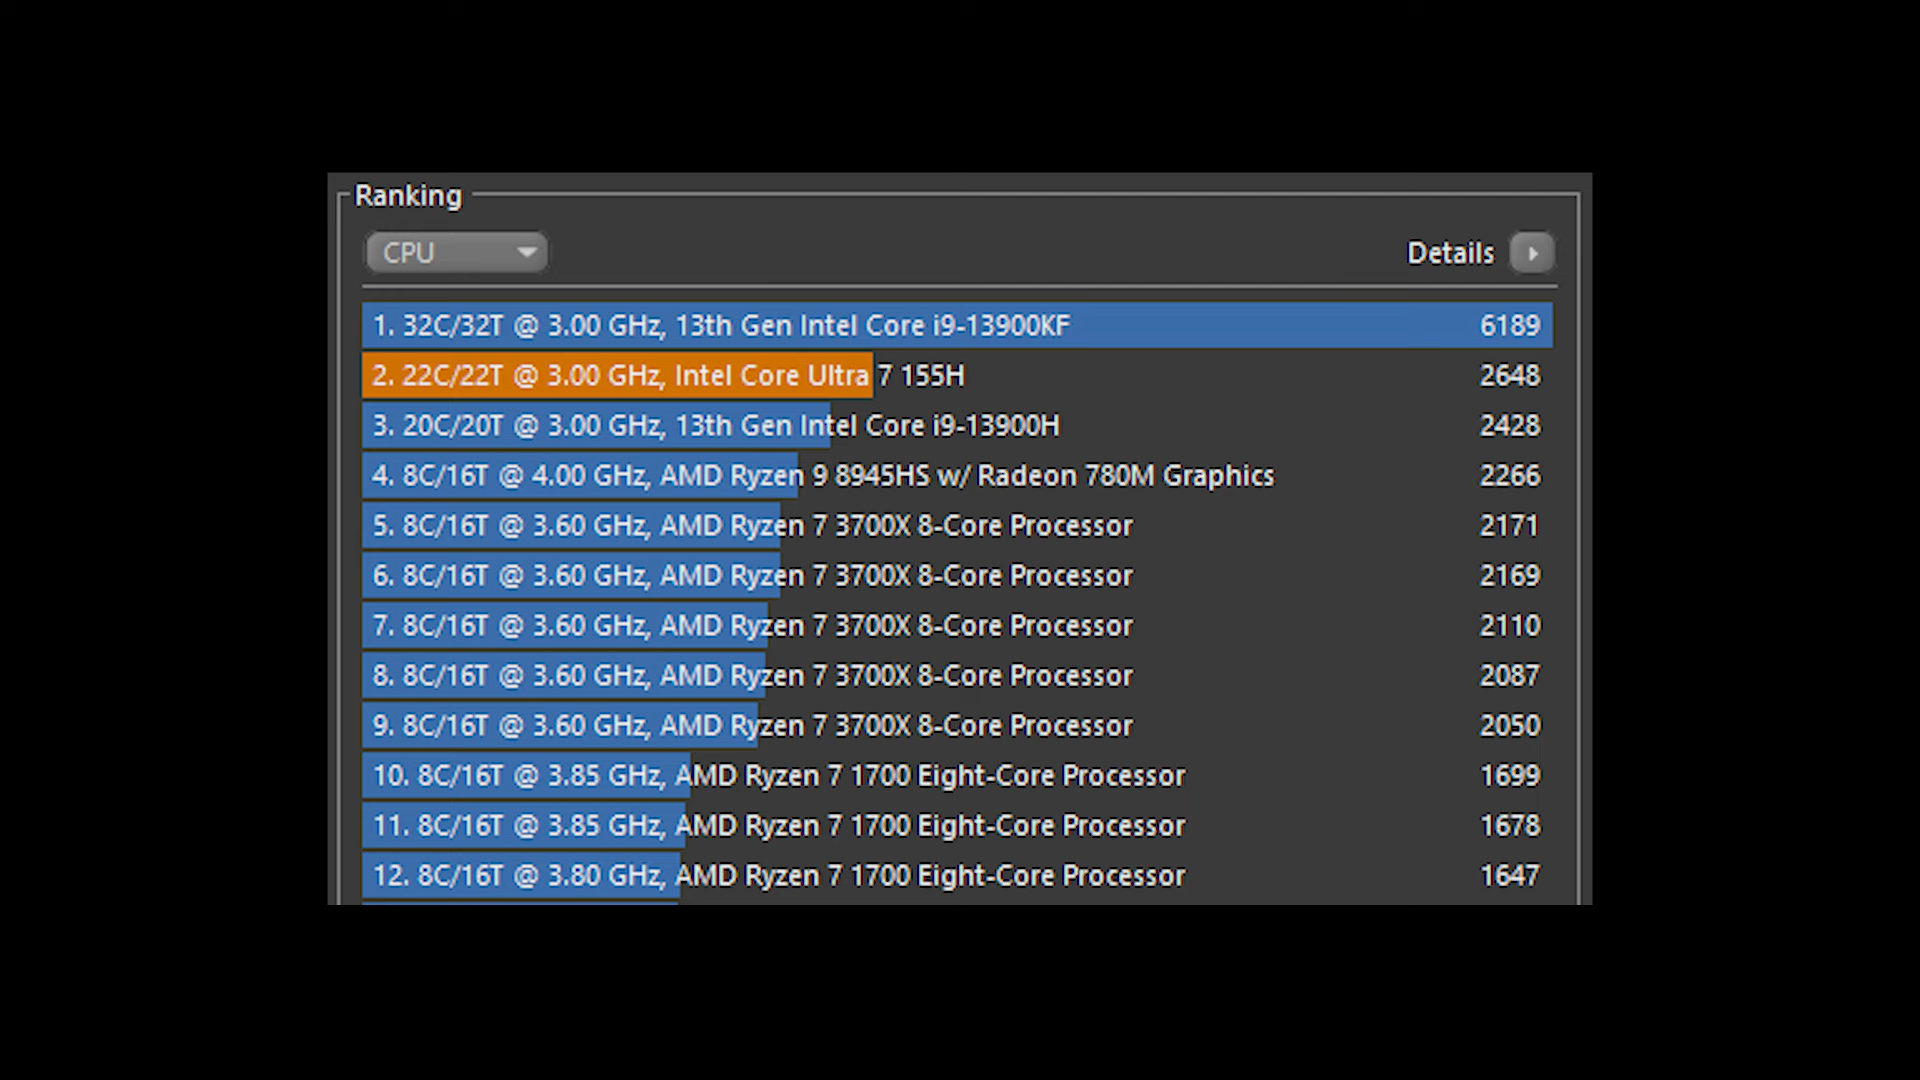 Ranking
CPU
Details
1. 32C/32T @ 3.00 GHz, 13th Gen Intel Core i9-13900KF 6189
2. 22C/22T @ 3.00 GHz, Intel Core Ultra 7 155H 2648
3. 20C/20T @ 3.00 GHz, 13th Gen Intel Core i9-13900H 2428
4. 8C/16T @ 4.00 GHz, AMD Ryzen 9 8945HS w/ Radeon 780M Graphics 2266
5. 8C/16T @ 3.60 GHz, AMD Ryzen 7 3700X 8-Core Processor 2171
6. 8C/16T @ 3.60 GHz, AMD Ryzen 7 3700X 8-Core Processor 2169
7. 8C/16T @ 3.60 GHz, AMD Ryzen 7 3700X 8-Core Processor 2110
8. 8C/16T @ 3.60 GHz, AMD Ryzen 7 3700X 8-Core Processor 2087
9. 8C/16T @ 3.60 GHz, AMD Ryzen 7 3700X 8-Core Processor 2050
10. 8C/16T @ 3.85 GHz, AMD Ryzen 7 1700 Eight-Core Processor 1699
11. 8C/16T @ 3.85 GHz, AMD Ryzen 7 1700 Eight-Core Processor 1678
12. 8C/16T @ 3.80 GHz, AMD Ryzen 7 1700 Eight-Core Processor 1647